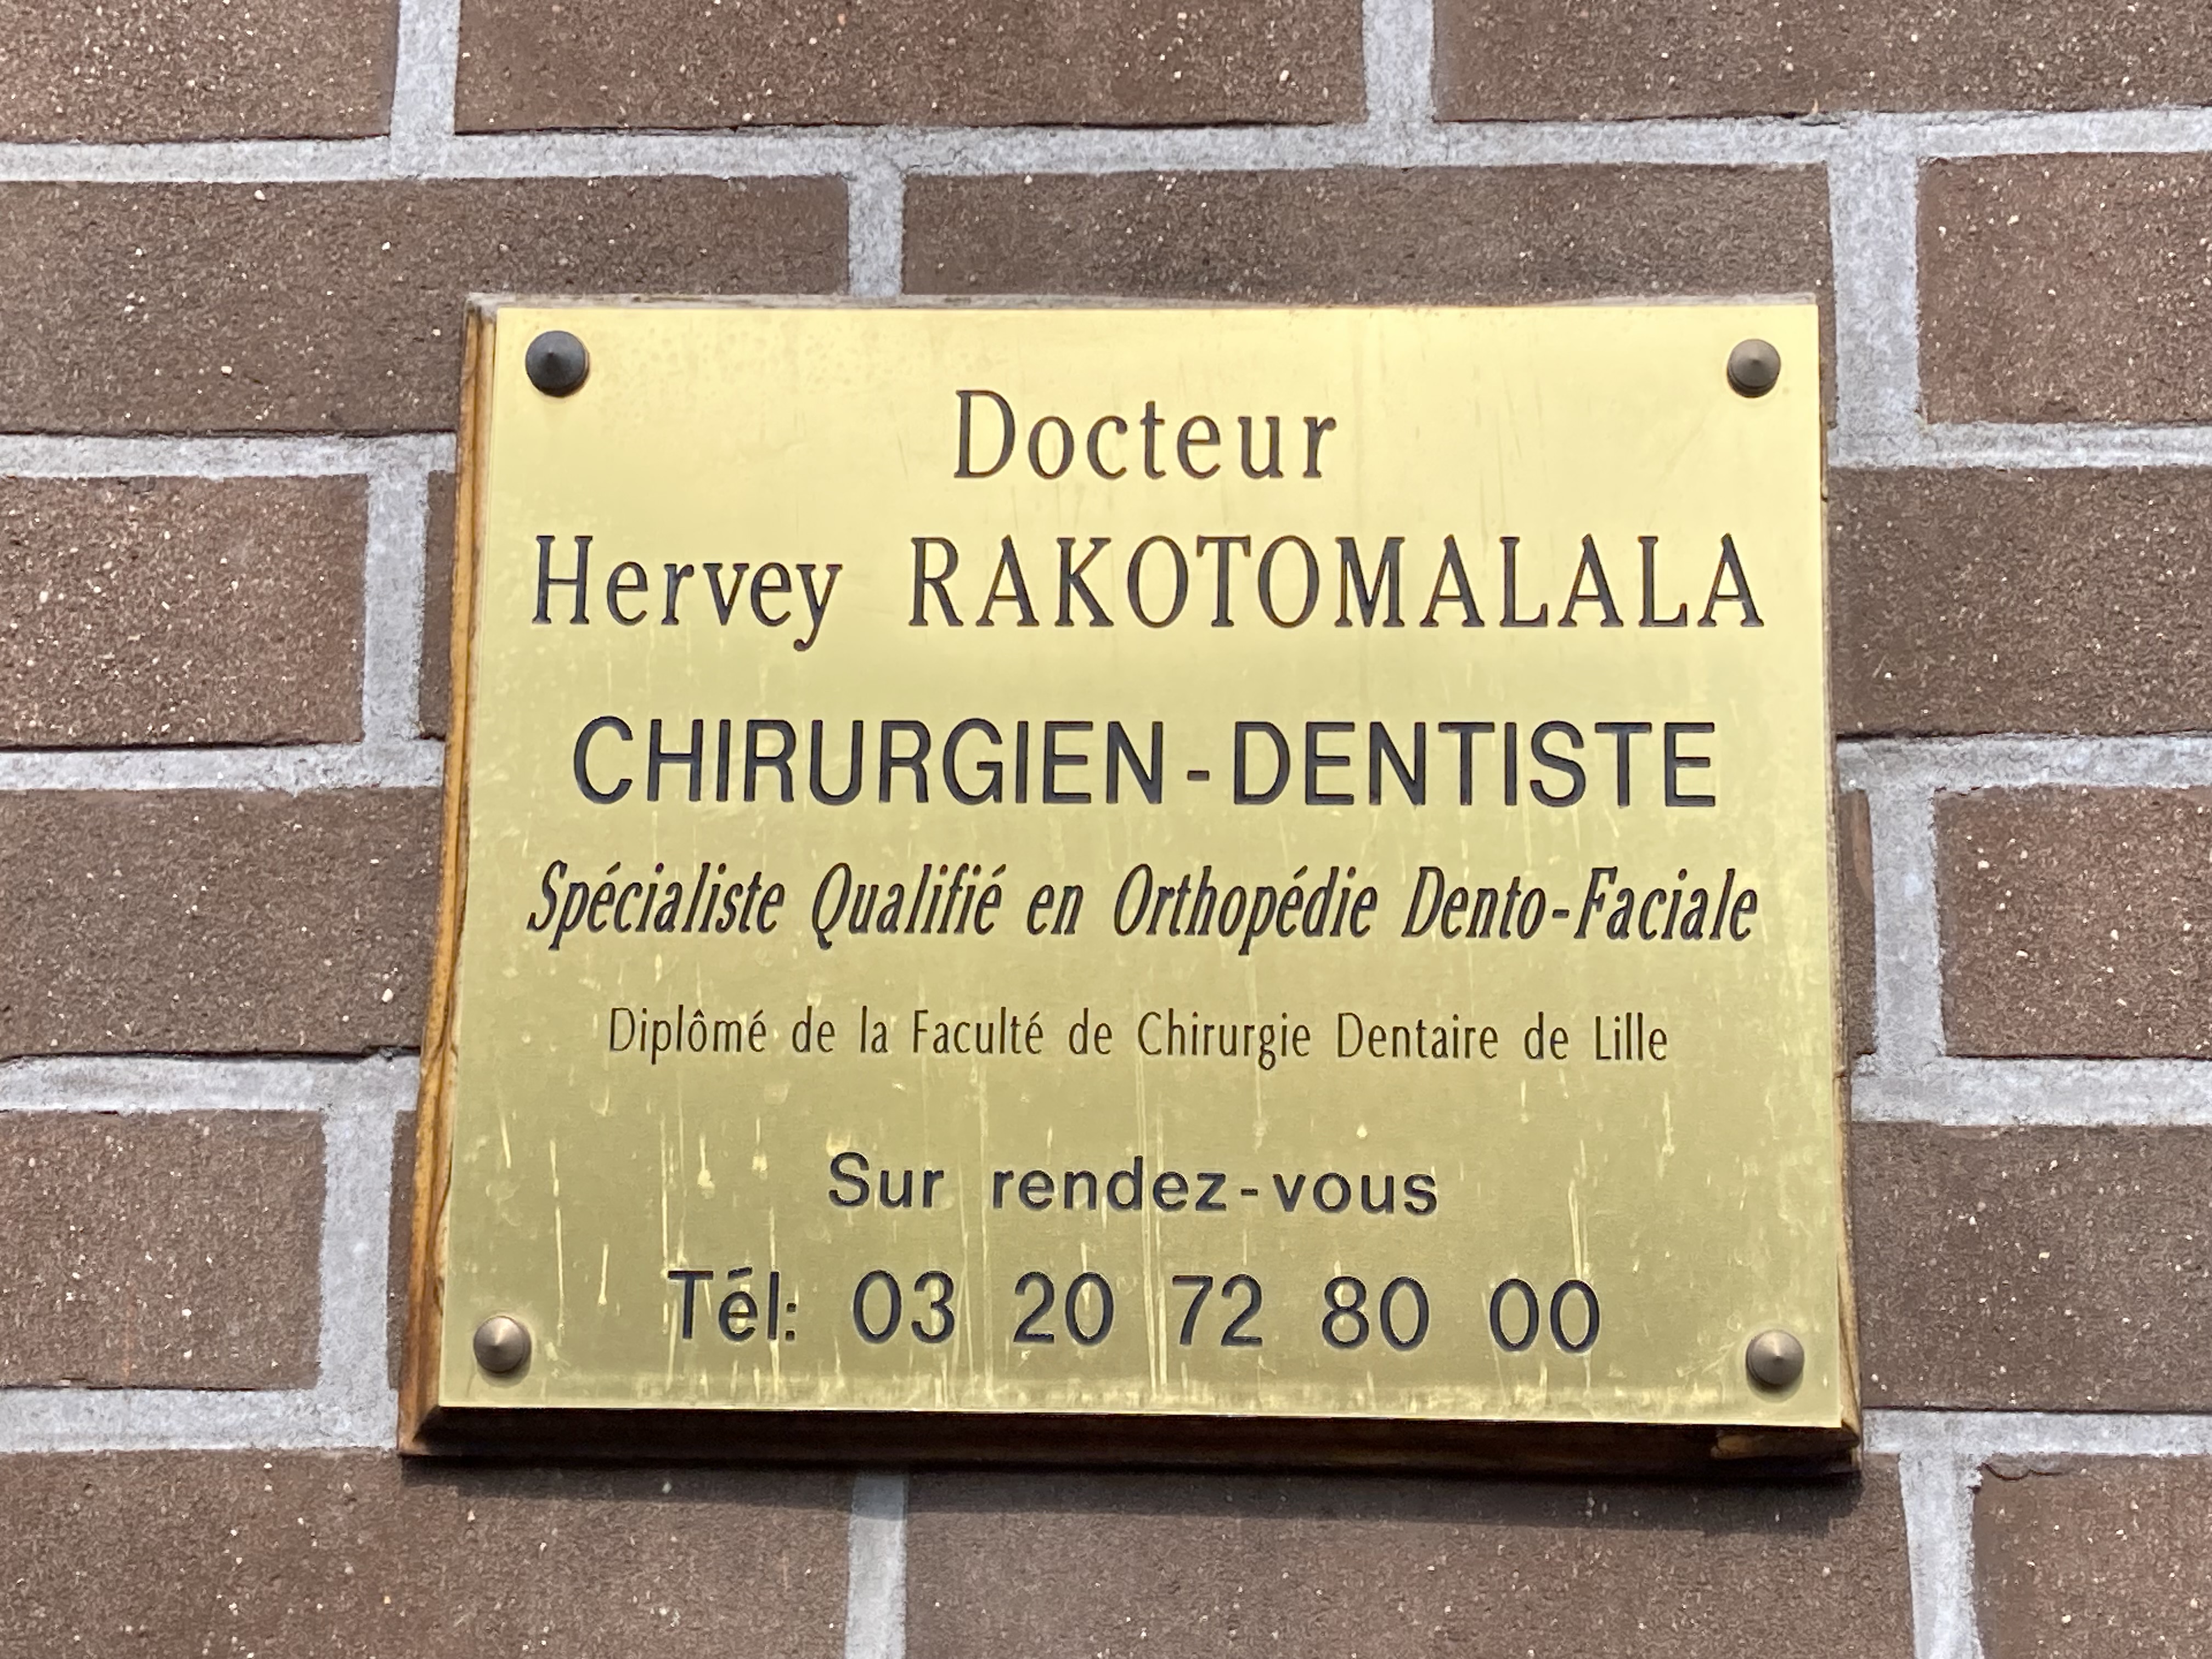 Docteur
Hervey RAKOTOMALALA
CHIRURGIEN-DENTISTE
Spécialiste Qualifié en Orthopédie Dento-Faciale
Diplômé de la Faculté de Chirurgie Dentaire de Lille
Sur rendez-vous
Tél: 03 20 72 80 00